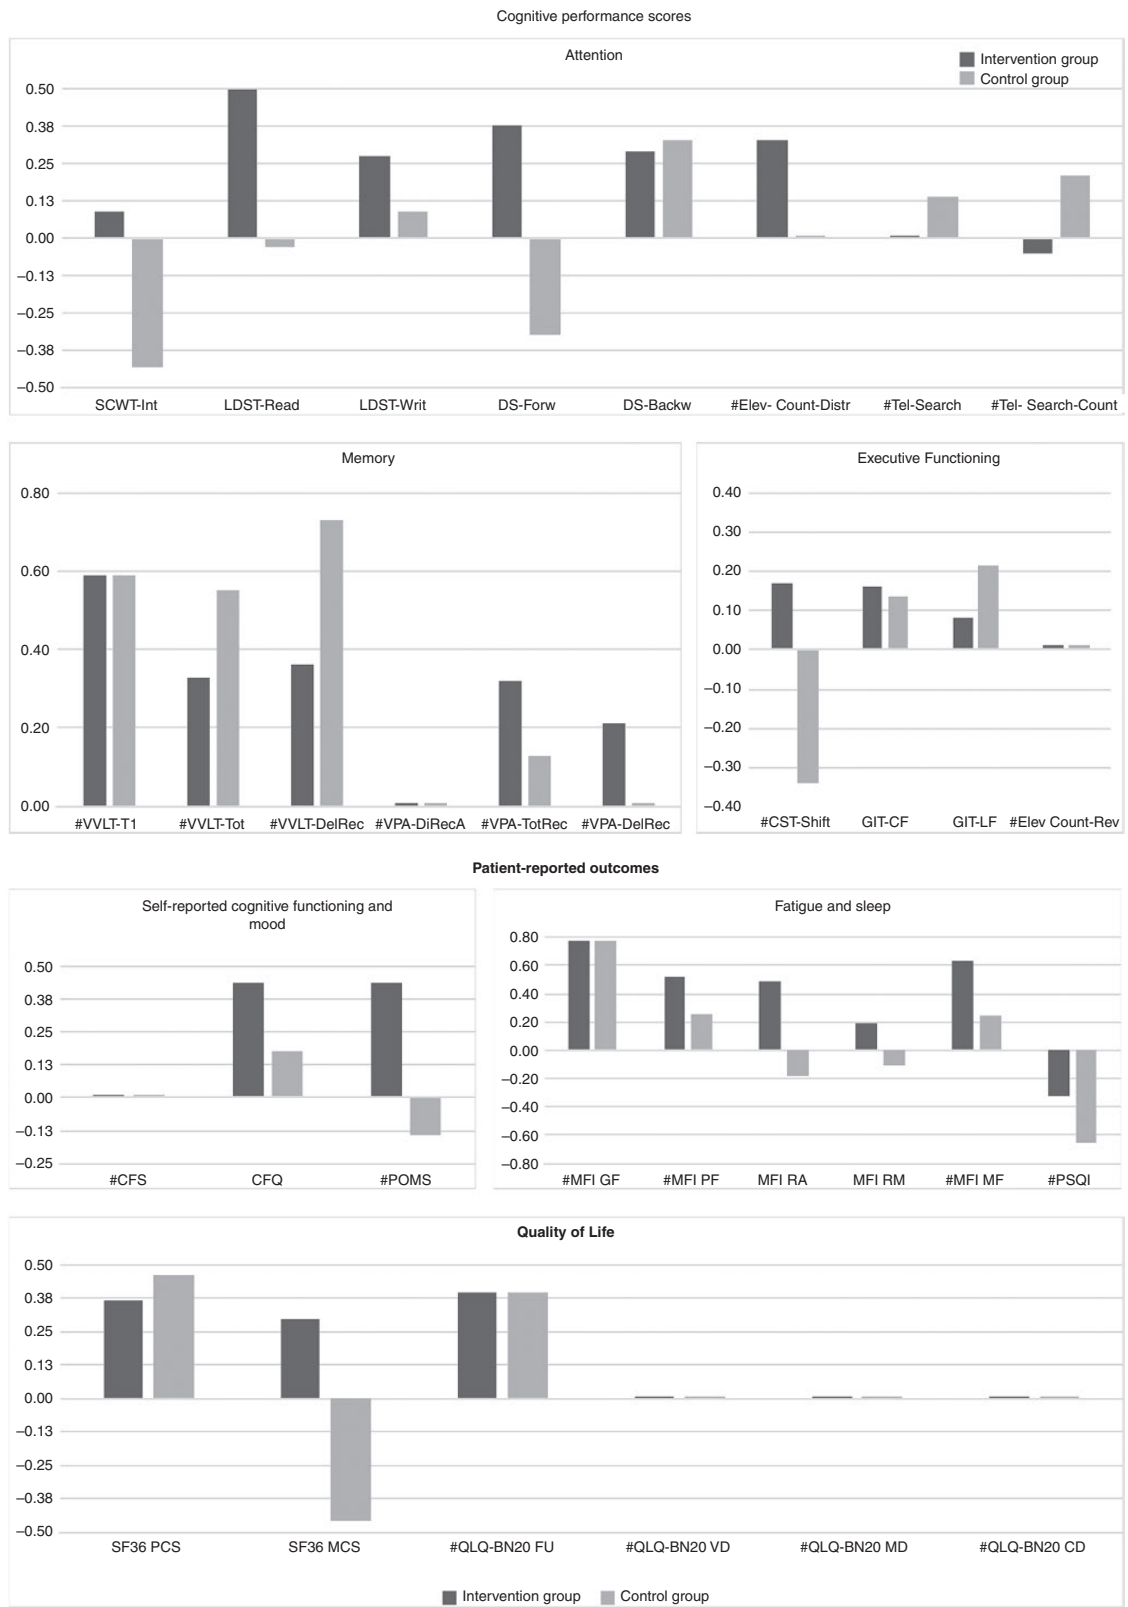 Cognitive performance scores
Attention
Intervention group
Control group
0.50
0.38
0.25
0.13
0.00
–0.13
–0.25
–0.38
–0.50
SCWT-Int LDST-Read LDST-Writ DS-Forw DS-Backw #Elev- Count-Distr #Tel-Search #Tel- Search-Count
Memory
0.80
0.60
0.40
0.20
0.00
#VVLT-T1 #VVLT-Tot #VVLT-DelRec #VPA-DiRecA #VPA-TotRec #VPA-DelRec
Executive Functioning
0.40
0.30
0.20
0.10
0.00
–0.10
–0.20
–0.30
–0.40
#CST-Shift GIT-CF GIT-LF #Elev Count-Rev
Patient-reported outcomes
Self-reported cognitive functioning and
mood
0.50
0.38
0.25
0.13
0.00
–0.13
–0.25
#CFS CFQ #POMS
Fatigue and sleep
0.80
0.60
0.40
0.20
0.00
–0.20
–0.40
–0.60
–0.80
#MFI GF #MFI PF MFI RA MFI RM #MFI MF #PSQI
Quality of Life
0.50
0.38
0.25
0.13
0.00
–0.13
–0.25
–0.38
–0.50
SF36 PCS SF36 MCS #QLQ-BN20 FU #QLQ-BN20 VD #QLQ-BN20 MD #QLQ-BN20 CD
Intervention group Control group